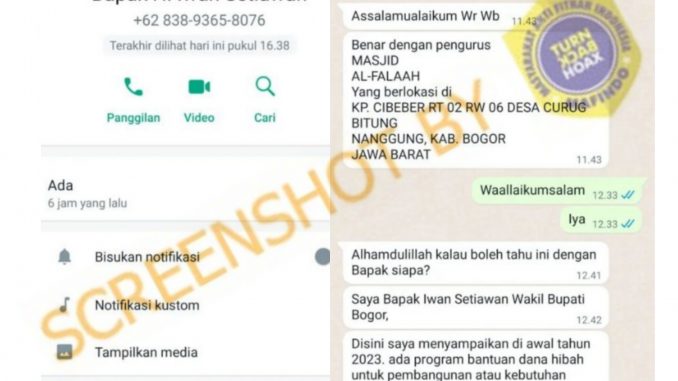 +62 838-9365-8076
Terakhir dilihat hari ini pukul 16.38
Panggilan
Video
Cari
Ada
6 jam yang lalu
Bisukan notifikasi
Notifikasi kustom
Tampilkan media
SCREENSHOT BY
Assalamualaikum Wr Wb
11.43
Benar dengan pengurus
MASJID
AL-FALAAH
Yang berlokasi di
KP. CIBEBER RT 02 RW 06 DESA CURUG
BITUNG
NANGGUNG, KAB. BOGOR
JAWA BARAT
11.43
MASYARAKAT ANTI FITNAH INDONESIA
TURN
BACK
HOAX
MAFINDO
Waallaikumsalam
12.33
Iya
12.33
Alhamdulillah kalau boleh tahu ini dengan
Bapak siapa?
12.41
Saya Bapak Iwan Setiawan Wakil Bupati
Bogor,
12.42
Disini saya menyampaikan di awal tahun
2023. ada program bantuan dana hibah
untuk pembangunan atau kebutuhan